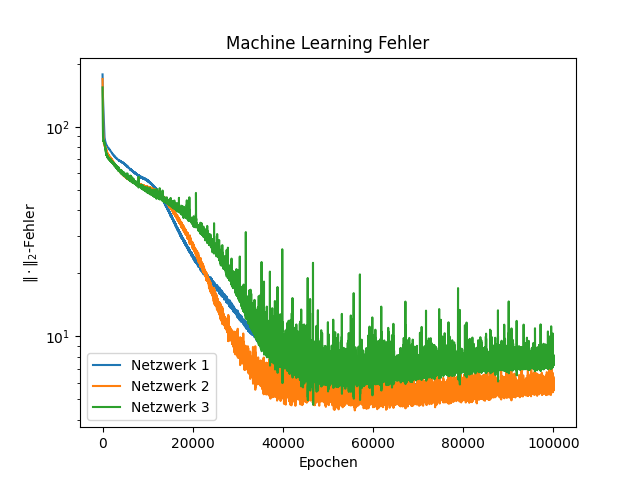 Machine Learning Fehler
‖ · ‖₂-Fehler
10²
10¹
Netzwerk 1
Netzwerk 2
Netzwerk 3
0 20000 40000 60000 80000 100000
Epochen